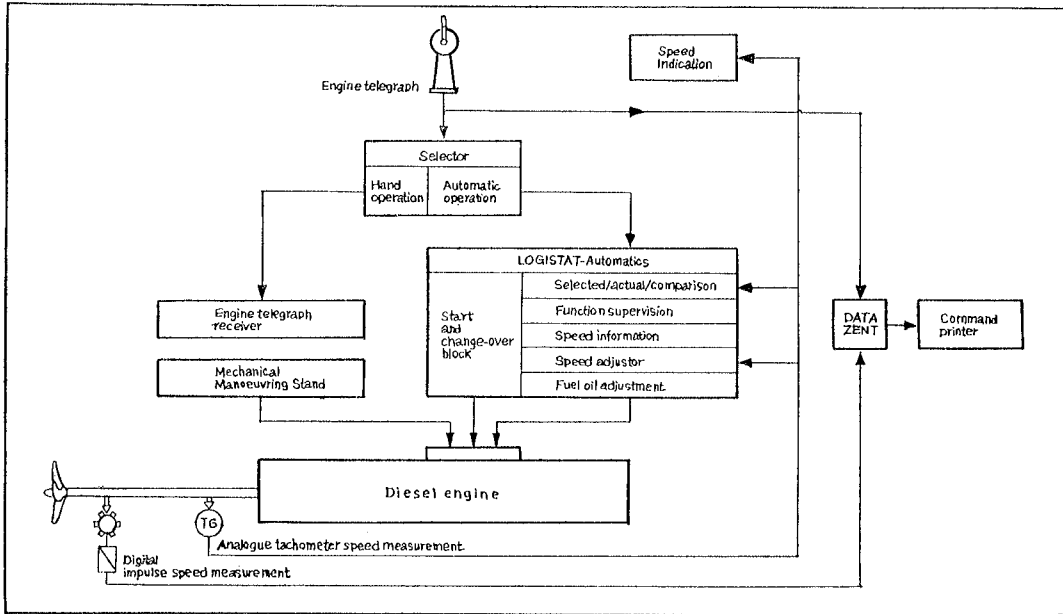 Speed
Indication
Engine telegraph
Selector
Hand
operation
Automatic
operation
LOGISTAT-Automatics
Start
and
change-over
block
Selected/actual/comparison
Function supervision
Speed information
Speed adjustor
Fuel oil adjustment
Engine telegraph
receiver
Mechanical
Manoeuvring Stand
DATA
ZENT
Command
printer
Diesel engine
TG
Analogue tachometer speed measurement
Digital
impulse speed measurement